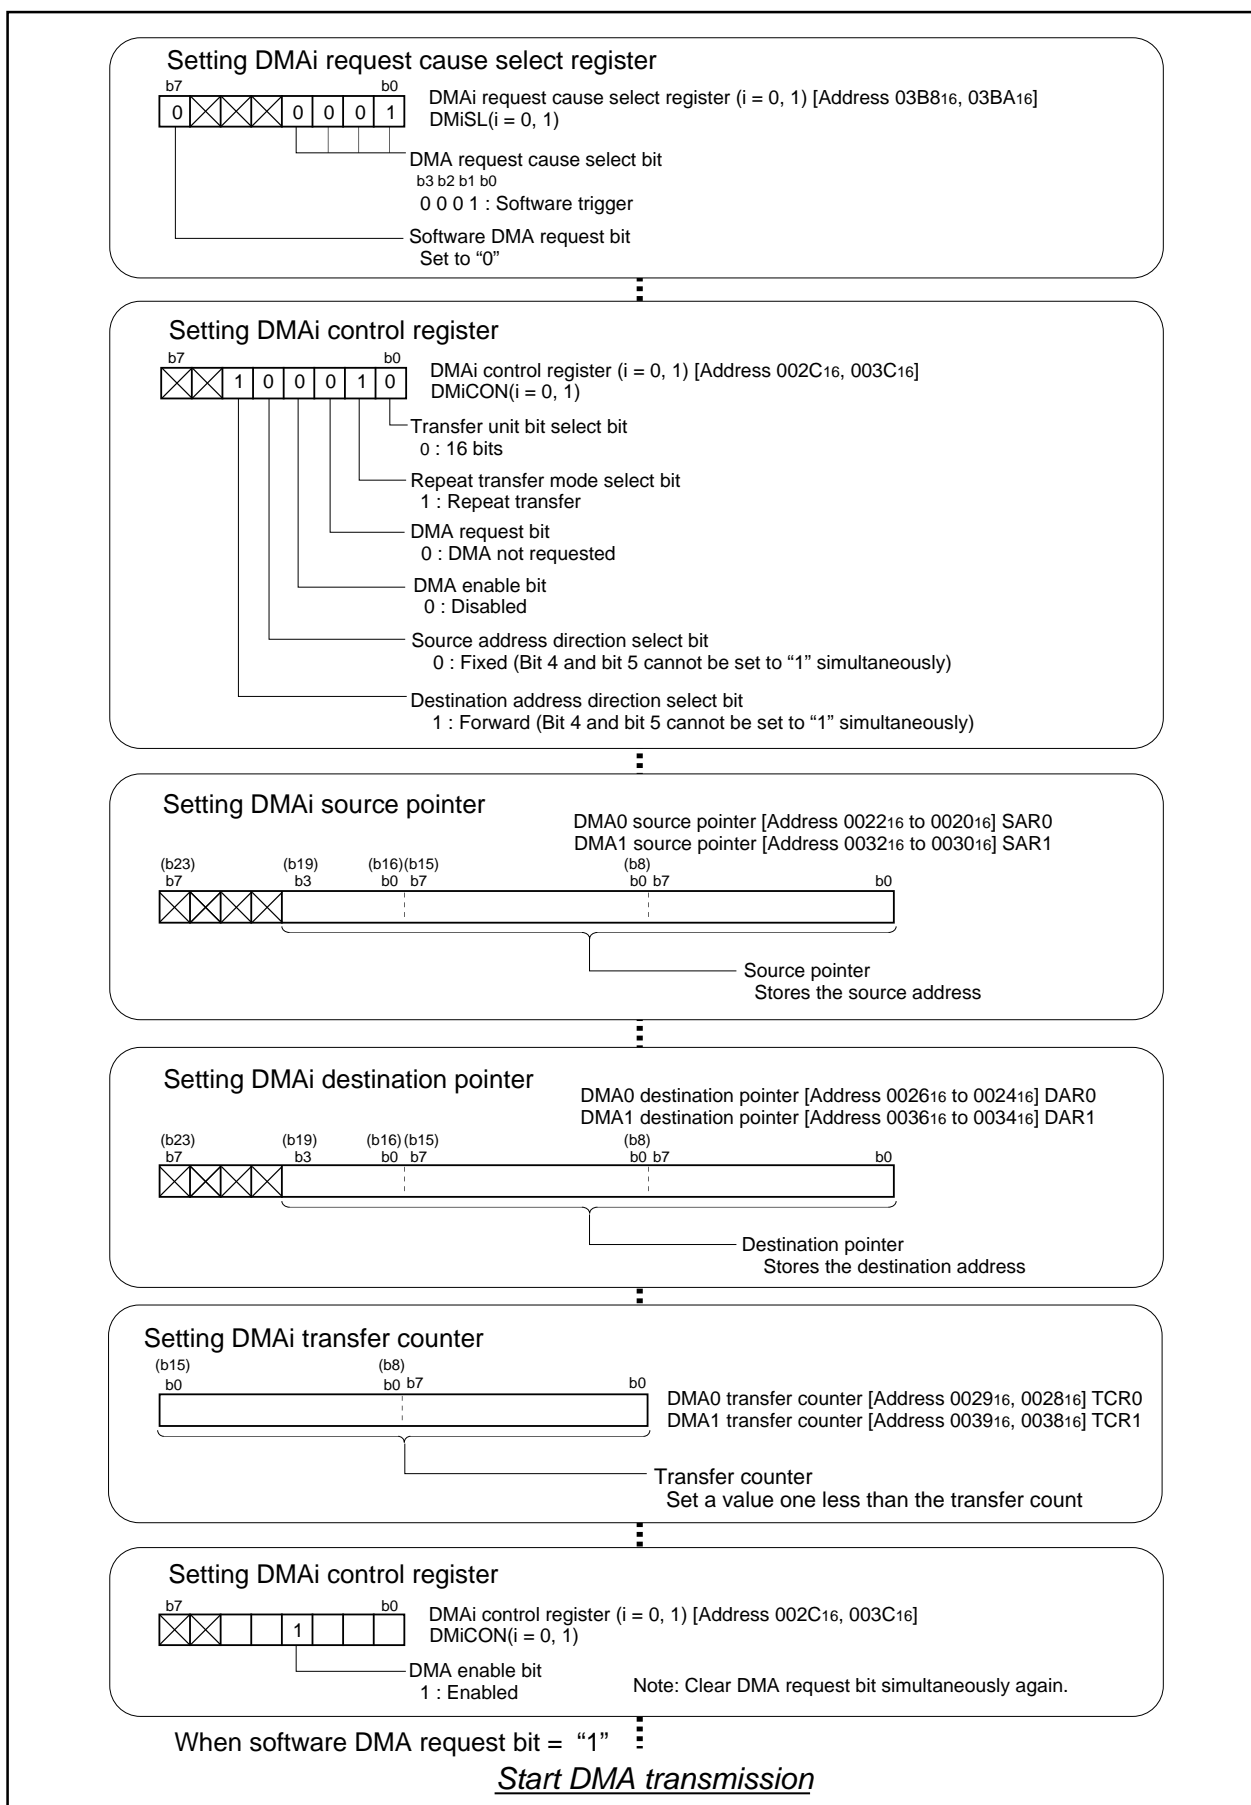 Setting DMAi request cause select register
b7 b0
0 0 0 0 1
DMAi request cause select register (i = 0, 1) [Address 03B816, 03BA16]
DMiSL(i = 0, 1)
DMA request cause select bit
b3 b2 b1 b0
0 0 0 1 : Software trigger
Software DMA request bit
Set to “0”
Setting DMAi control register
b7 b0
1 0 0 0 1 0
DMAi control register (i = 0, 1) [Address 002C16, 003C16]
DMiCON(i = 0, 1)
Transfer unit bit select bit
0 : 16 bits
Repeat transfer mode select bit
1 : Repeat transfer
DMA request bit
0 : DMA not requested
DMA enable bit
0 : Disabled
Source address direction select bit
0 : Fixed (Bit 4 and bit 5 cannot be set to “1” simultaneously)
Destination address direction select bit
1 : Forward (Bit 4 and bit 5 cannot be set to “1” simultaneously)
Setting DMAi source pointer
DMA0 source pointer [Address 002216 to 002016] SAR0
DMA1 source pointer [Address 003216 to 003016] SAR1
(b23) (b19) (b16)(b15) (b8)
b7 b3 b0 b7 b0 b7 b0
Source pointer
Stores the source address
Setting DMAi destination pointer
DMA0 destination pointer [Address 002616 to 002416] DAR0
DMA1 destination pointer [Address 003616 to 003416] DAR1
(b23) (b19) (b16)(b15) (b8)
b7 b3 b0 b7 b0 b7 b0
Destination pointer
Stores the destination address
Setting DMAi transfer counter
(b15) (b8)
b0 b0 b7 b0
DMA0 transfer counter [Address 002916, 002816] TCR0
DMA1 transfer counter [Address 003916, 003816] TCR1
Transfer counter
Set a value one less than the transfer count
Setting DMAi control register
b7 b0
1
DMAi control register (i = 0, 1) [Address 002C16, 003C16]
DMiCON(i = 0, 1)
DMA enable bit
1 : Enabled
Note: Clear DMA request bit simultaneously again.
When software DMA request bit = “1”
Start DMA transmission